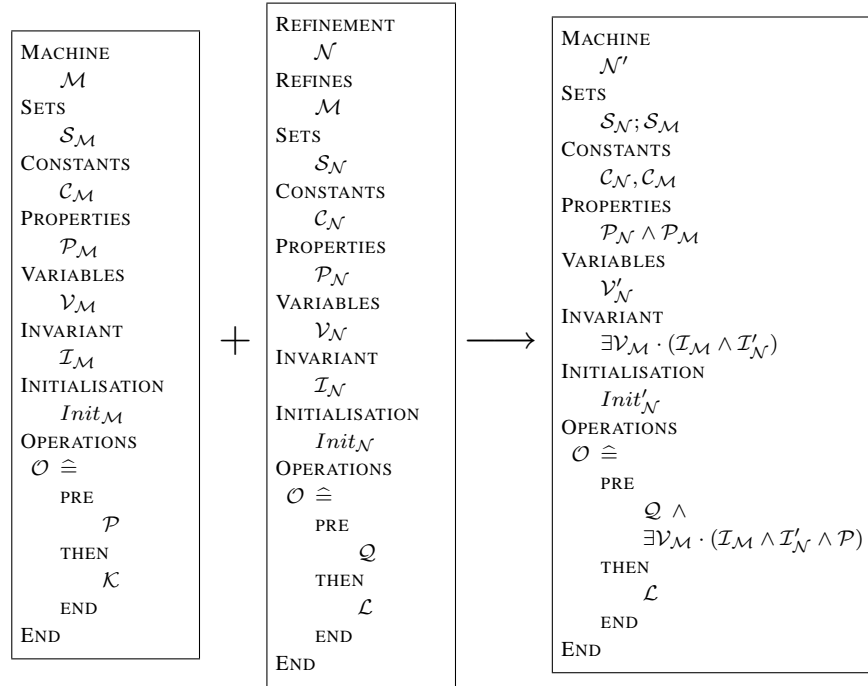 MACHINE
𝓜
SETS
𝓢_𝓜
CONSTANTS
𝓒_𝓜
PROPERTIES
𝓟_𝓜
VARIABLES
𝓥_𝓜
INVARIANT
𝓘_𝓜
INITIALISATION
Init_𝓜
OPERATIONS
𝓞 ≙
PRE
𝓟
THEN
𝓚
END
END
+
REFINEMENT
𝓝
REFINES
𝓜
SETS
𝓢_𝓝
CONSTANTS
𝓒_𝓝
PROPERTIES
𝓟_𝓝
VARIABLES
𝓥_𝓝
INVARIANT
𝓘_𝓝
INITIALISATION
Init_𝓝
OPERATIONS
𝓞 ≙
PRE
𝓠
THEN
𝓛
END
END
⟶
MACHINE
𝓝′
SETS
𝓢_𝓝; 𝓢_𝓜
CONSTANTS
𝓒_𝓝, 𝓒_𝓜
PROPERTIES
𝓟_𝓝 ∧ 𝓟_𝓜
VARIABLES
𝓥′_𝓝
INVARIANT
∃𝓥_𝓜 · (𝓘_𝓜 ∧ 𝓘′_𝓝)
INITIALISATION
Init′_𝓝
OPERATIONS
𝓞 ≙
PRE
𝓠 ∧
∃𝓥_𝓜 · (𝓘_𝓜 ∧ 𝓘′_𝓝 ∧ 𝓟)
THEN
𝓛
END
END